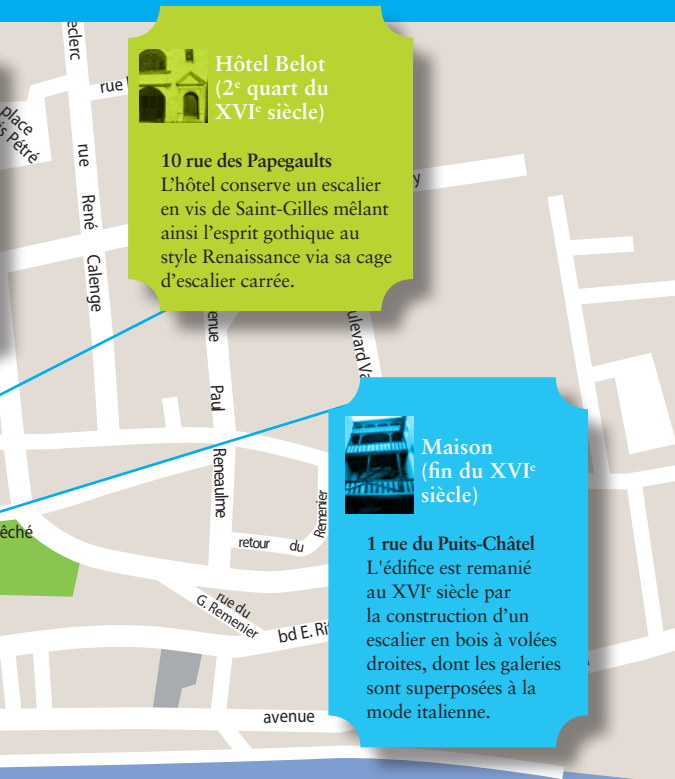 Hôtel Belot
(2e quart du
XVIe siècle)
10 rue des Papegaults
L'hôtel conserve un escalier
en vis de Saint-Gilles mêlant
ainsi l'esprit gothique au
style Renaissance via sa cage
d'escalier carrée.
Maison
(fin du XVIe
siècle)
1 rue du Puits-Châtel
L'édifice est remanié
au XVIe siècle par
la construction d'un
escalier en bois à volées
droites, dont les galeries
sont superposées à la
mode italienne.
eclerc
rue
place
is Pétré
rue René Calenge
y
enue Paul Reneaulme
ulevard Va
retour du Remenier
rue du
G. Remenier
bd E. Ri
avenue
êché